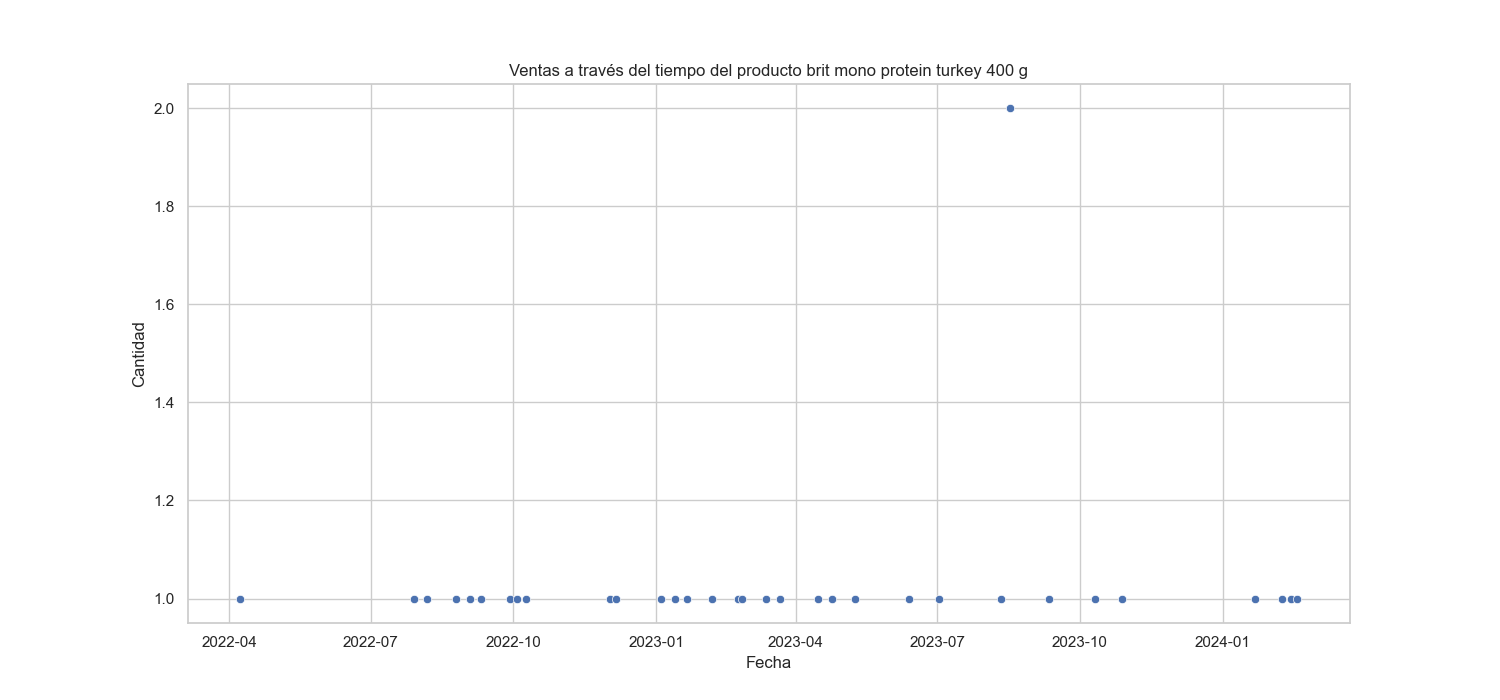 Ventas a través del tiempo del producto brit mono protein turkey 400 g
2.0
1.8
1.6
1.4
1.2
1.0
Cantidad
2022-04 2022-07 2022-10 2023-01 2023-04 2023-07 2023-10 2024-01
Fecha